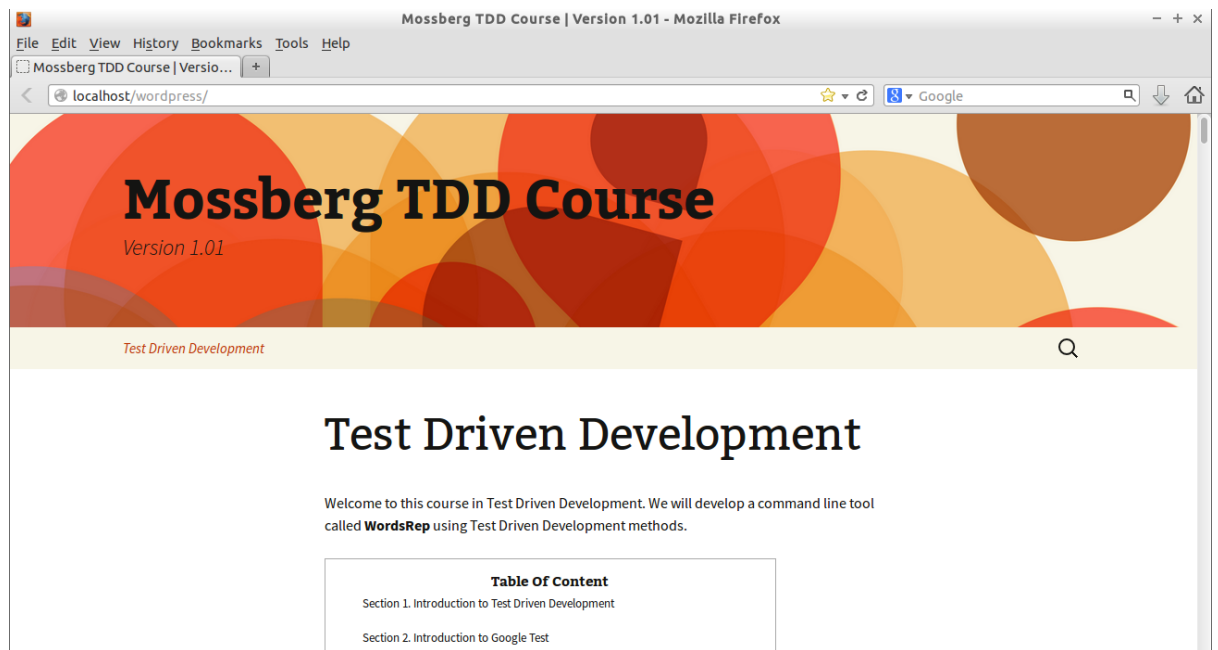 Mossberg TDD Course | Version 1.01 - Mozilla Firefox
File Edit View History Bookmarks Tools Help
Mossberg TDD Course | Versio...
localhost/wordpress/
Google
Mossberg TDD Course
Version 1.01
Test Driven Development
Test Driven Development
Welcome to this course in Test Driven Development. We will develop a command line tool
called WordsRep using Test Driven Development methods.
Table Of Content
Section 1. Introduction to Test Driven Development
Section 2. Introduction to Google Test